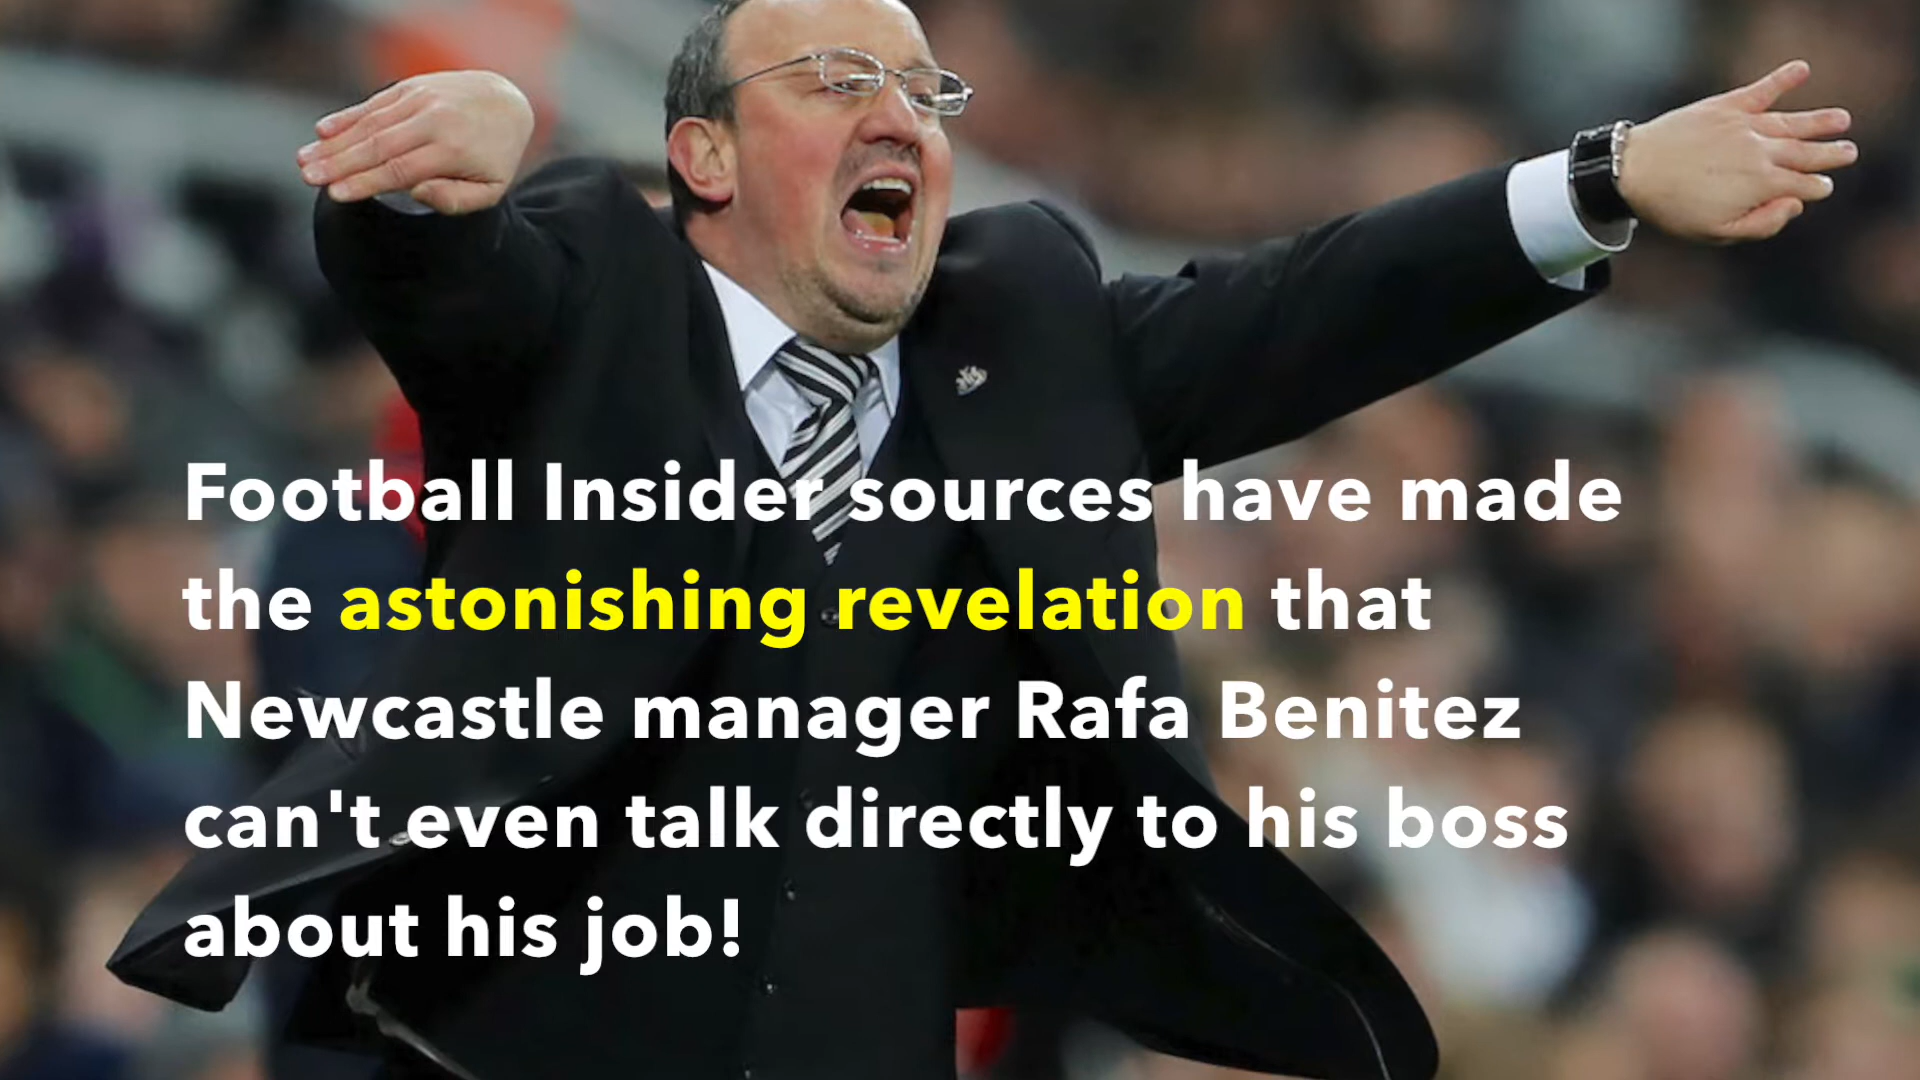 Football Insider sources have made
the astonishing revelation that
Newcastle manager Rafa Benitez
can't even talk directly to his boss
about his job!